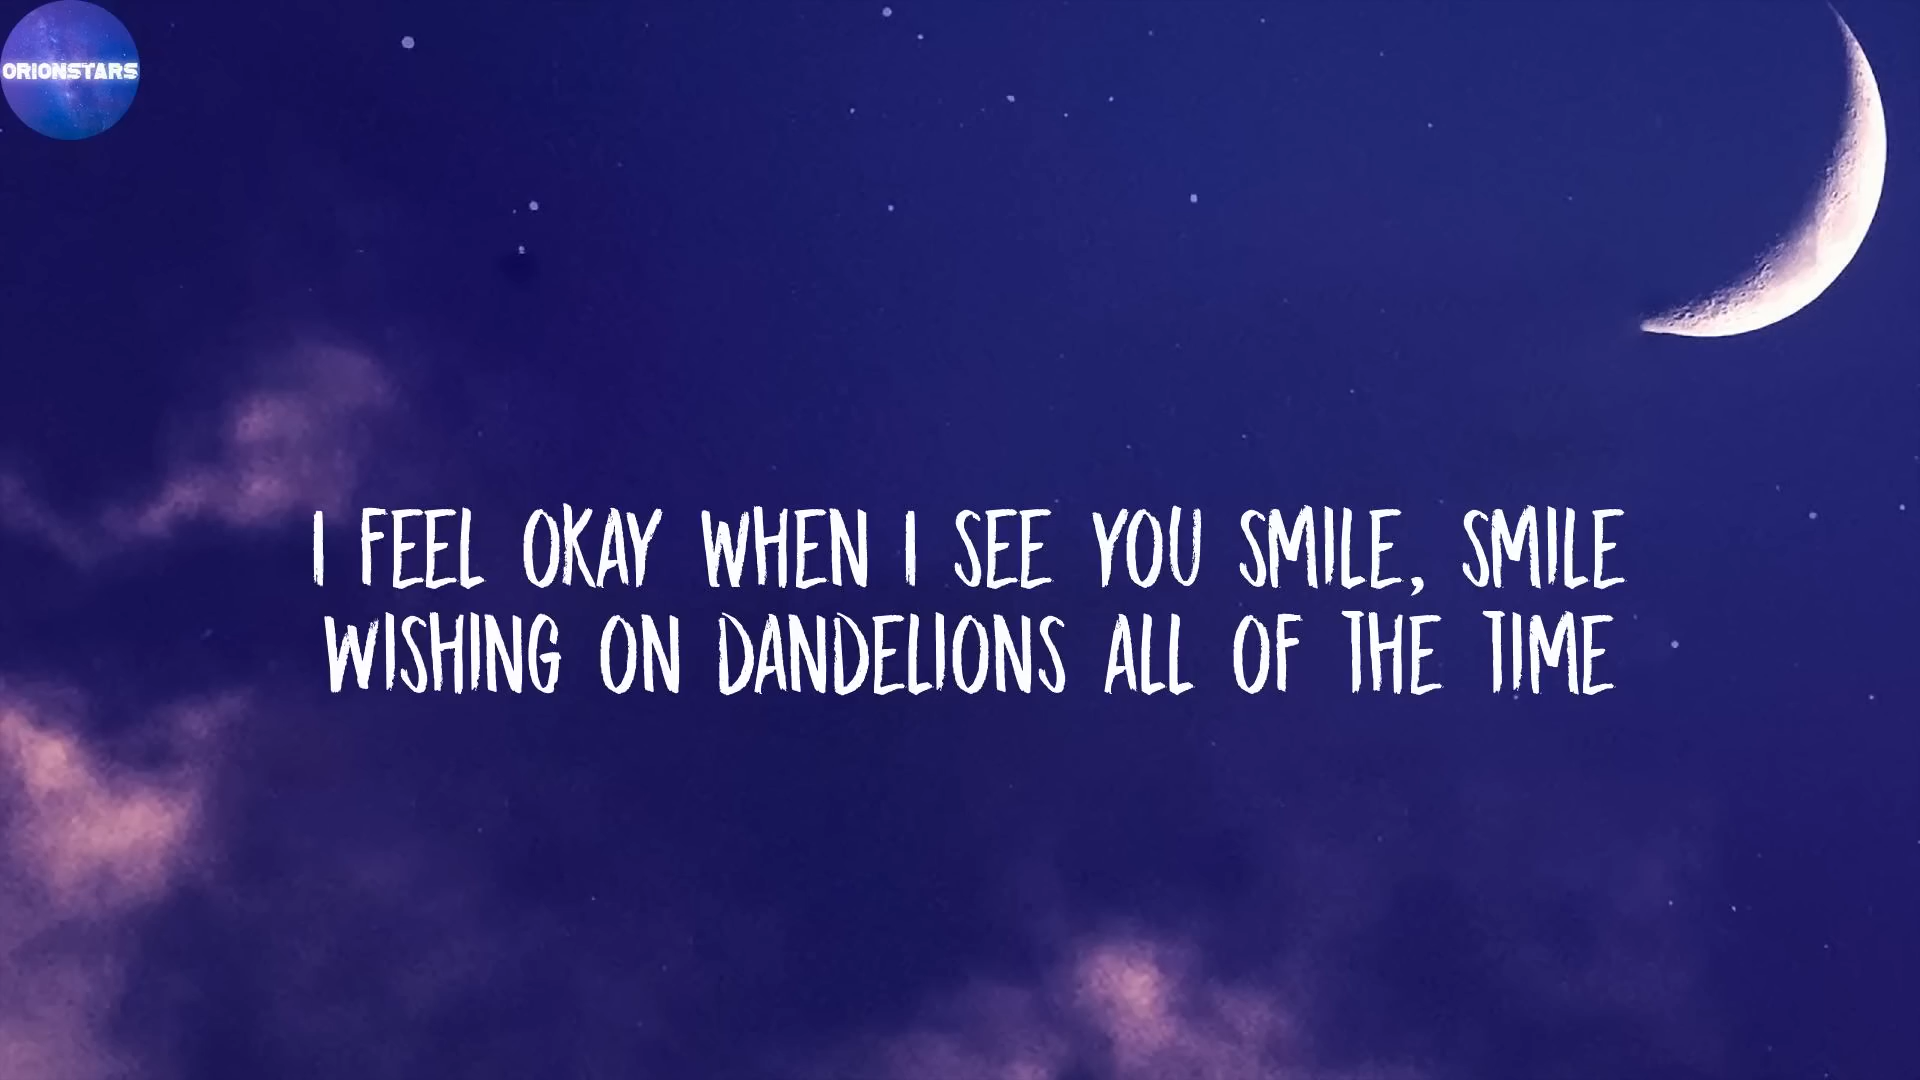 ORIONSTARS
I FEEL OKAY WHEN I SEE YOU SMILE, SMILE
WISHING ON DANDELIONS ALL OF THE TIME